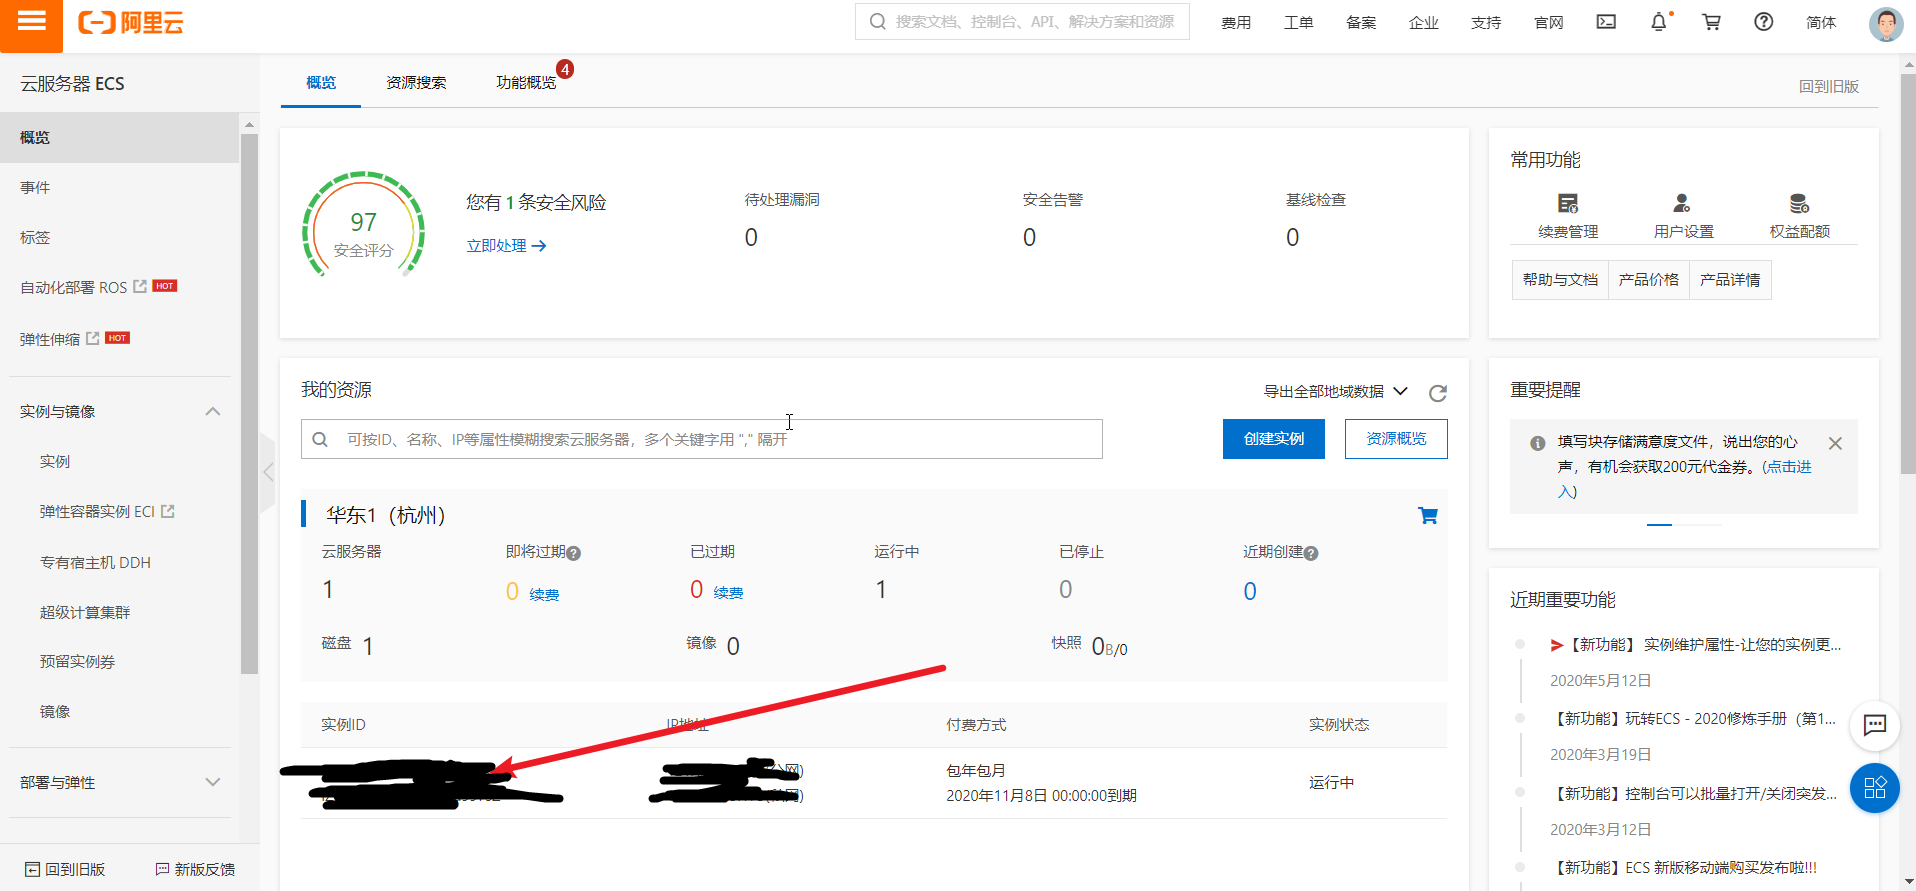 阿里云
搜索文档、控制台、API、解决方案和资源
费用
工单
备案
企业
支持
官网
简体
云服务器 ECS
概览
事件
标签
自动化部署 ROS HOT
弹性伸缩 HOT
实例与镜像
实例
弹性容器实例 ECI
专有宿主机 DDH
超级计算集群
预留实例券
镜像
部署与弹性
回到旧版
新版反馈
概览
资源搜索
功能概览 4
回到旧版
97
安全评分
您有 1 条安全风险
立即处理
待处理漏洞
0
安全告警
0
基线检查
0
常用功能
续费管理
用户设置
权益配额
帮助与文档
产品价格
产品详情
我的资源
导出全部地域数据
可按ID、名称、IP等属性模糊搜索云服务器，多个关键字用 "," 隔开
创建实例
资源概览
华东1（杭州）
云服务器
1
即将过期
0 续费
已过期
0 续费
运行中
1
已停止
0
近期创建
0
磁盘 1
镜像 0
快照 0B/0
实例ID
IP地址
付费方式
实例状态
包年包月
2020年11月8日 00:00:00到期
运行中
重要提醒
填写块存储满意度文件，说出您的心
声，有机会获取200元代金券。(点击进
入)
近期重要功能
【新功能】 实例维护属性-让您的实例更...
2020年5月12日
【新功能】玩转ECS - 2020修炼手册（第1...
2020年3月19日
【新功能】控制台可以批量打开/关闭突发...
2020年3月12日
【新功能】ECS 新版移动端购买发布啦!!!